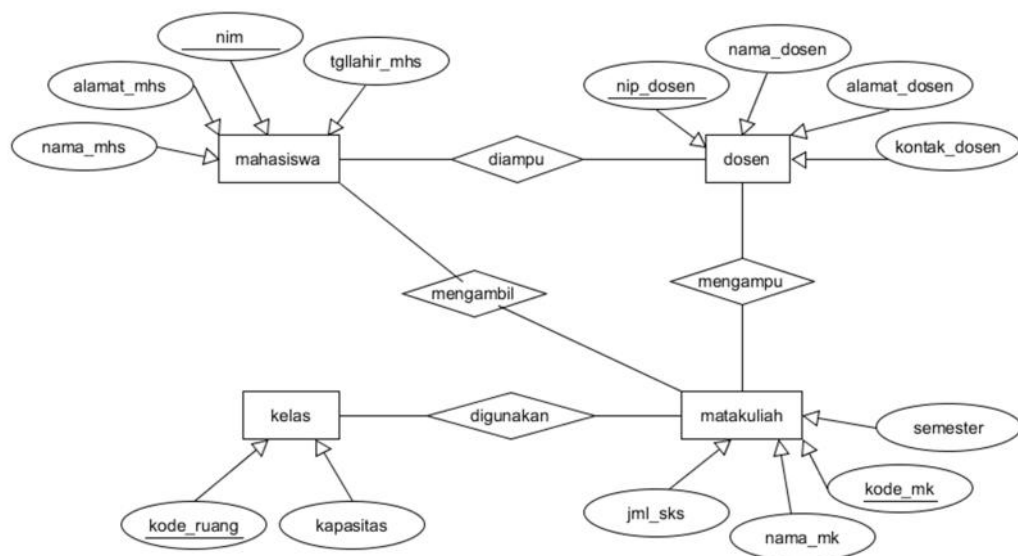 nim
nama_dosen
tgllahir_mhs
alamat_mhs
nip_dosen
alamat_dosen
nama_mhs
mahasiswa
diampu
dosen
kontak_dosen
mengambil
mengampu
kelas
digunakan
matakuliah
semester
kode_ruang
kapasitas
jml_sks
kode_mk
nama_mk